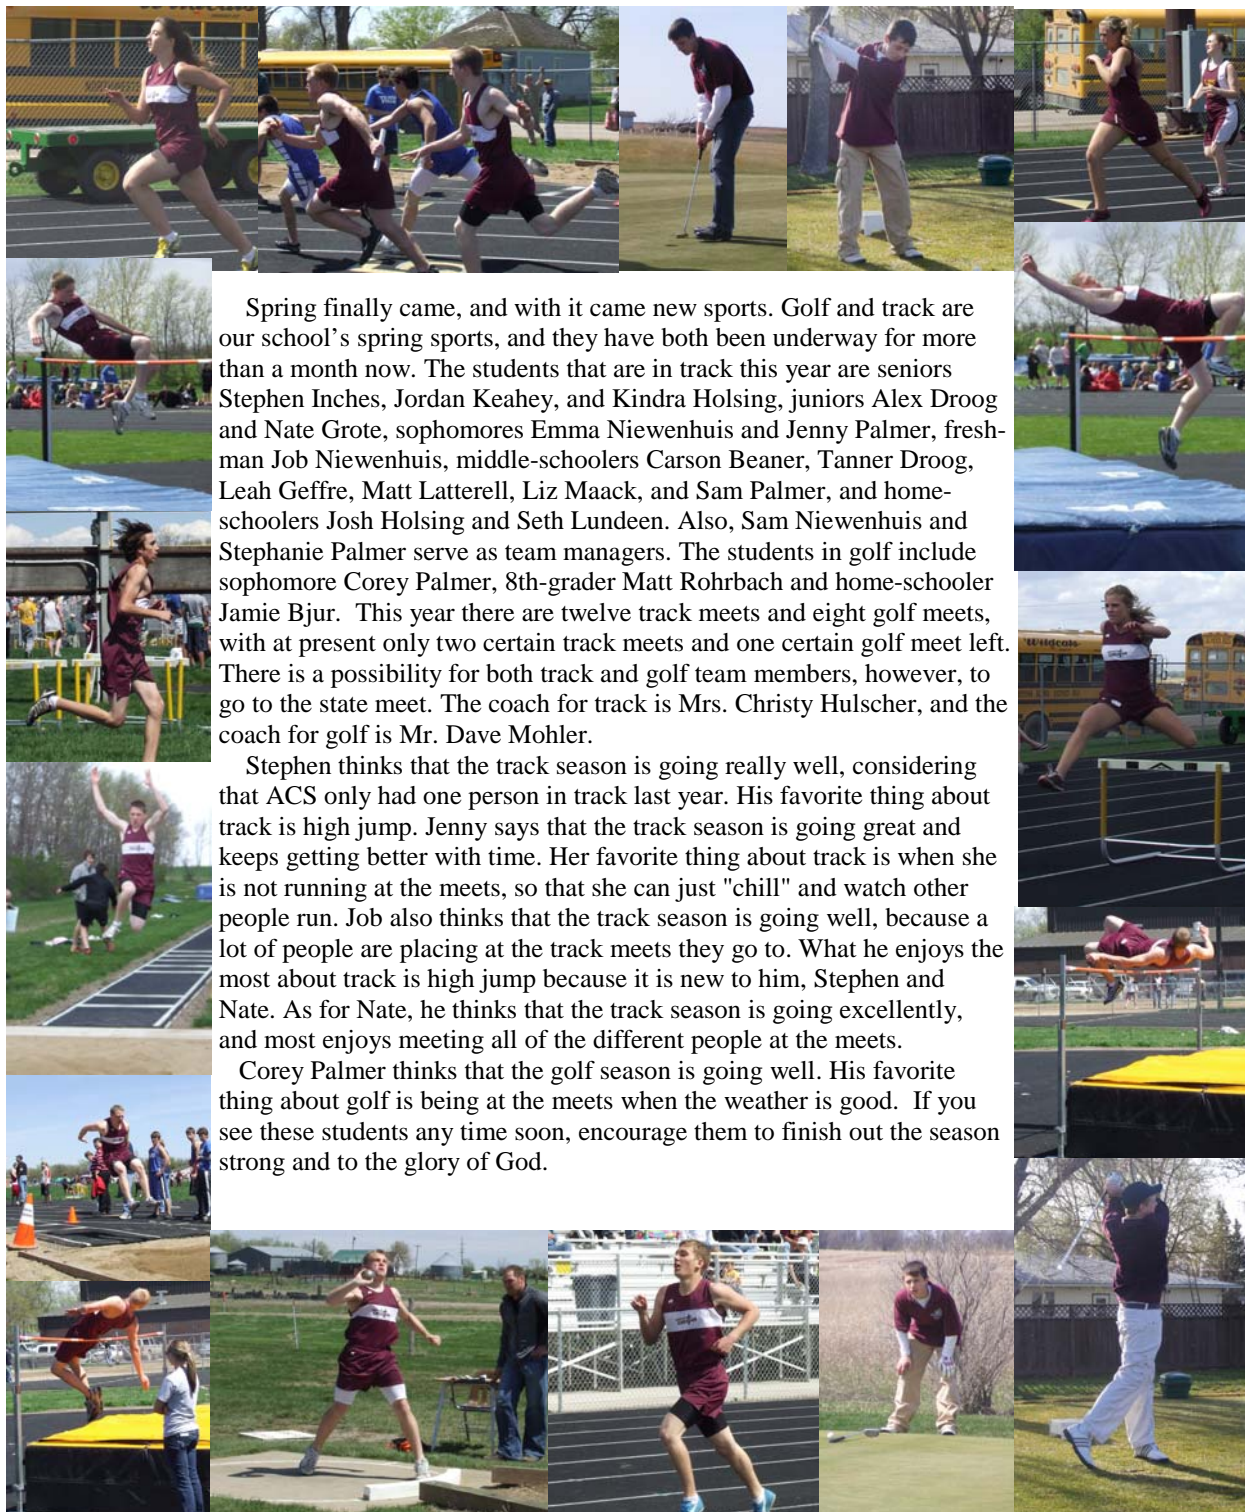 Wildcats
Spring finally came, and with it came new sports. Golf and track are
our school's spring sports, and they have both been underway for more
than a month now. The students that are in track this year are seniors
Stephen Inches, Jordan Keahey, and Kindra Holsing, juniors Alex Droog
and Nate Grote, sophomores Emma Niewenhuis and Jenny Palmer, fresh-
man Job Niewenhuis, middle-schoolers Carson Beaner, Tanner Droog,
Leah Geffre, Matt Latterell, Liz Maack, and Sam Palmer, and home-
schoolers Josh Holsing and Seth Lundeen. Also, Sam Niewenhuis and
Stephanie Palmer serve as team managers. The students in golf include
sophomore Corey Palmer, 8th-grader Matt Rohrbach and home-schooler
Jamie Bjur.  This year there are twelve track meets and eight golf meets,
with at present only two certain track meets and one certain golf meet left.
There is a possibility for both track and golf team members, however, to
go to the state meet. The coach for track is Mrs. Christy Hulscher, and the
coach for golf is Mr. Dave Mohler.
Stephen thinks that the track season is going really well, considering
that ACS only had one person in track last year. His favorite thing about
track is high jump. Jenny says that the track season is going great and
keeps getting better with time. Her favorite thing about track is when she
is not running at the meets, so that she can just "chill" and watch other
people run. Job also thinks that the track season is going well, because a
lot of people are placing at the track meets they go to. What he enjoys the
most about track is high jump because it is new to him, Stephen and
Nate. As for Nate, he thinks that the track season is going excellently,
and most enjoys meeting all of the different people at the meets.
Corey Palmer thinks that the golf season is going well. His favorite
thing about golf is being at the meets when the weather is good.  If you
see these students any time soon, encourage them to finish out the season
strong and to the glory of God.
Wildcats